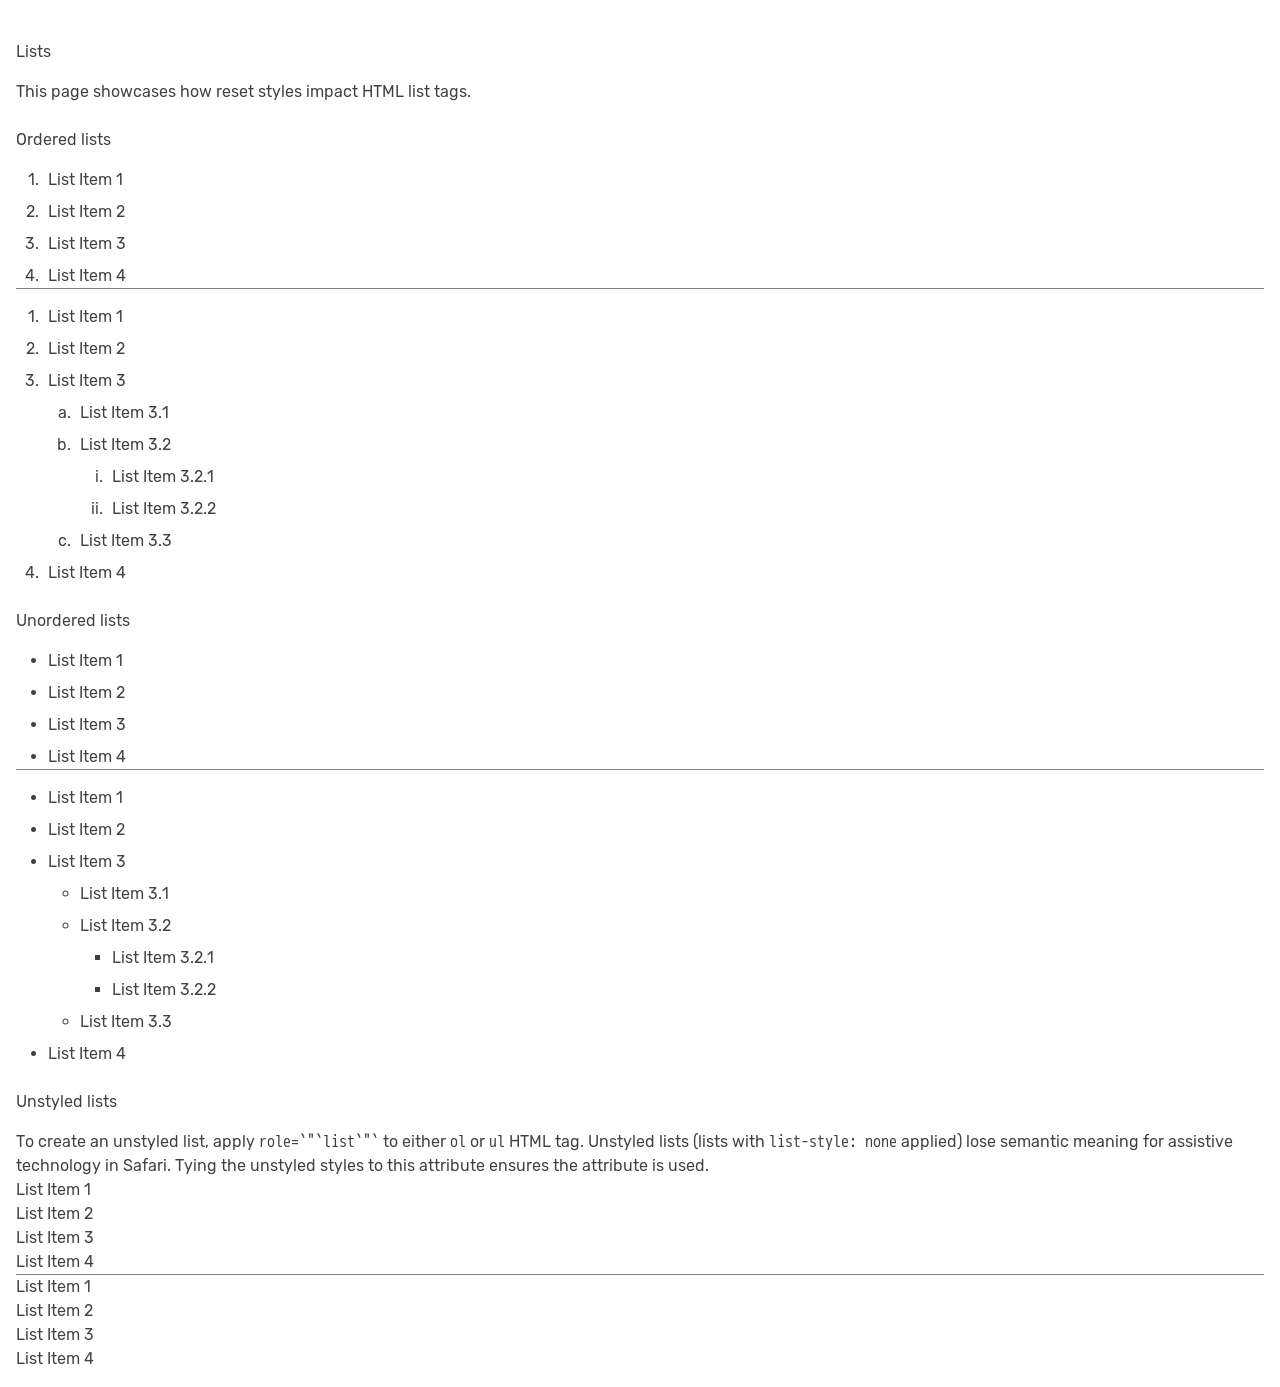 Lists
This page showcases how reset styles impact HTML list tags.
Ordered lists
1. List Item 1
2. List Item 2
3. List Item 3
4. List Item 4
1. List Item 1
2. List Item 2
3. List Item 3
a. List Item 3.1
b. List Item 3.2
i. List Item 3.2.1
ii. List Item 3.2.2
c. List Item 3.3
4. List Item 4
Unordered lists
• List Item 1
• List Item 2
• List Item 3
• List Item 4
• List Item 1
• List Item 2
• List Item 3
◦ List Item 3.1
◦ List Item 3.2
▪ List Item 3.2.1
▪ List Item 3.2.2
◦ List Item 3.3
• List Item 4
Unstyled lists
To create an unstyled list, apply role=`"`list`"` to either ol or ul HTML tag. Unstyled lists (lists with list-style: none applied) lose semantic meaning for assistive
technology in Safari. Tying the unstyled styles to this attribute ensures the attribute is used.
List Item 1
List Item 2
List Item 3
List Item 4
List Item 1
List Item 2
List Item 3
List Item 4